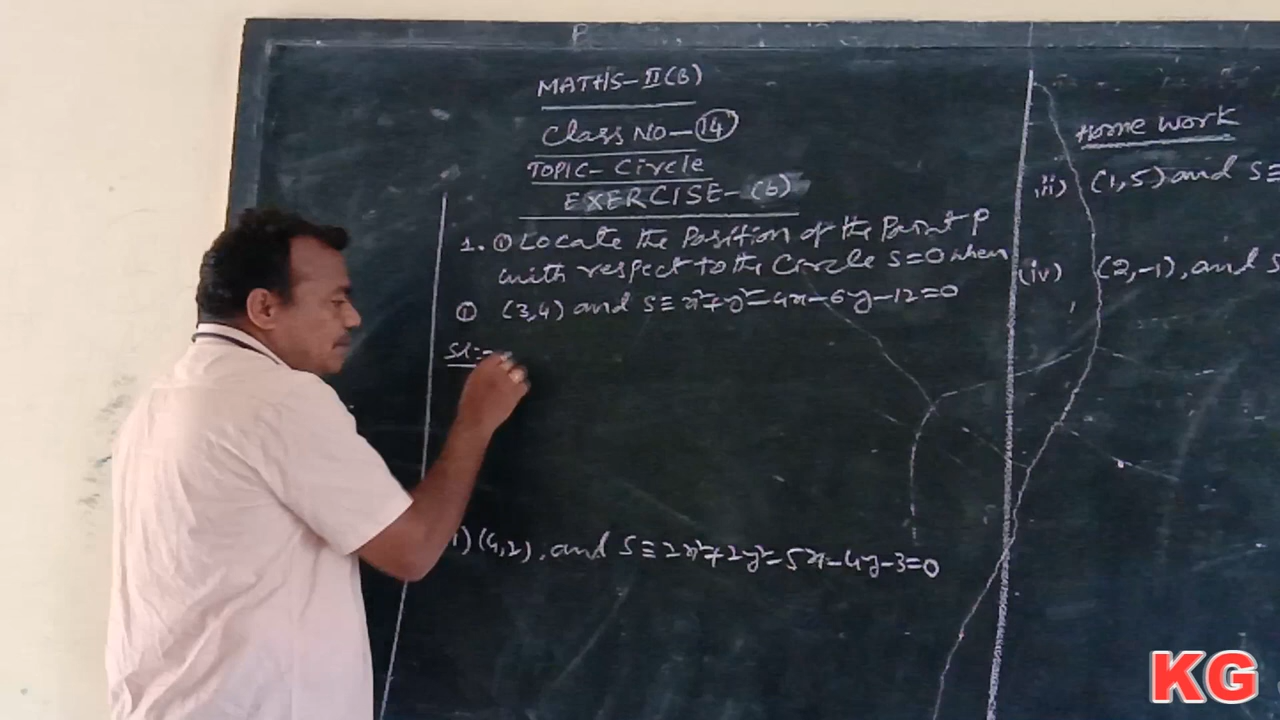 P
MATHS-II(B)
Class NO-14
TOPIC- Circle
EXERCISE-(b)
1. ① Locate the Position of the Point P
with respect to the Circle S=0 when
① (3,4) and S≡x²+y²-4x-6y-12=0
Sol:-
i) (4,2), and S≡2x²+2y²-5x-4y-3=0
Home work
iii) (1,5) and S≡
(iv) (2,-1), and S
KG